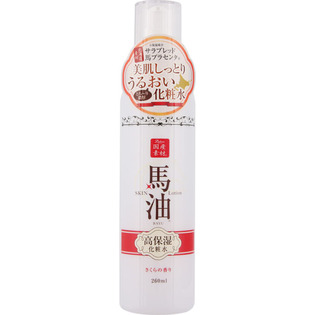 サラブレッド
馬プラセンタ
美肌しっとり
うるおい
化粧水
国産
素材
馬油
SKIN LOTION
高保湿
化粧水
さくらの香り
260ml